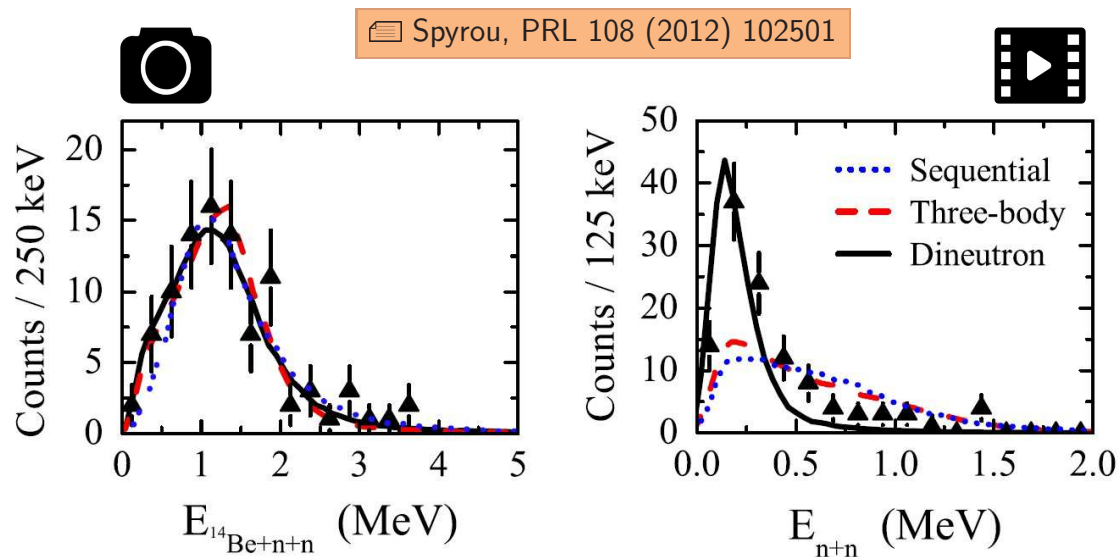 Spyrou, PRL 108 (2012) 102501
Counts / 250 keV
20
15
10
5
0
0 1 2 3 4 5
E14Be+n+n (MeV)
Counts / 125 keV
50
40
30
20
10
0
Sequential
Three-body
Dineutron
0.0 0.5 1.0 1.5 2.0
En+n (MeV)